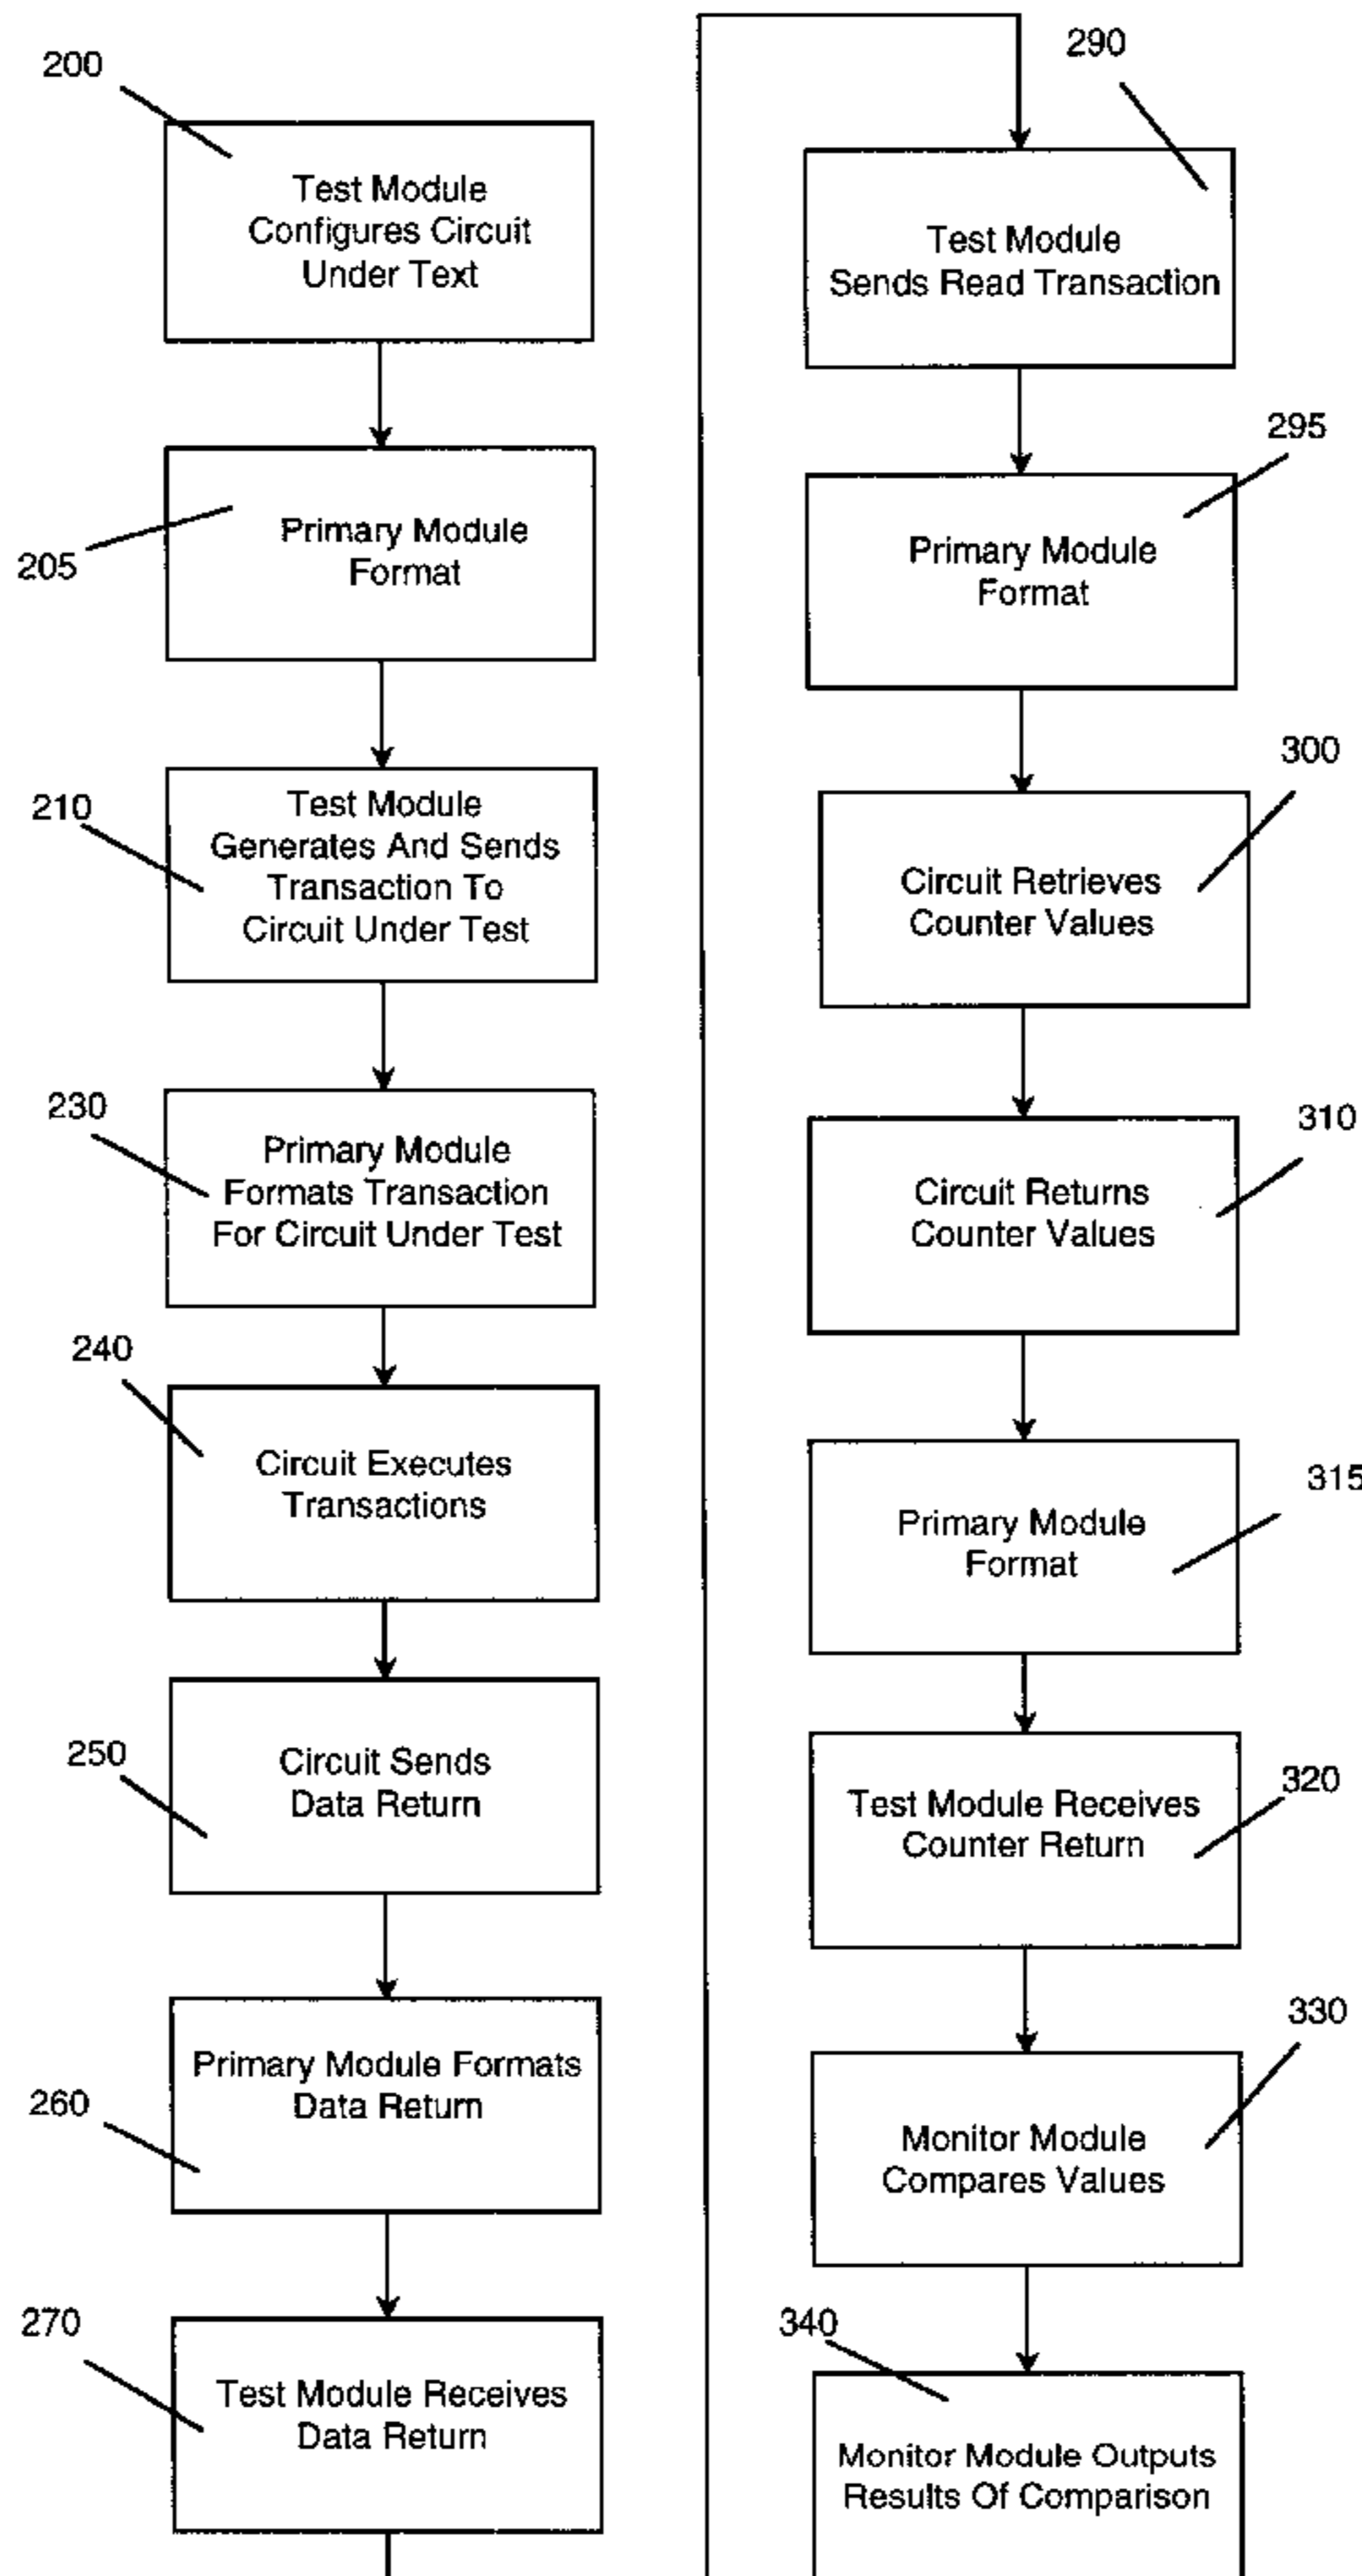 200
Test Module
Configures Circuit
Under Text
205
Primary Module
Format
210
Test Module
Generates And Sends
Transaction To
Circuit Under Test
230
Primary Module
Formats Transaction
For Circuit Under Test
240
Circuit Executes
Transactions
250
Circuit Sends
Data Return
260
Primary Module Formats
Data Return
270
Test Module Receives
Data Return
290
Test Module
Sends Read Transaction
295
Primary Module
Format
300
Circuit Retrieves
Counter Values
310
Circuit Returns
Counter Values
315
Primary Module
Format
320
Test Module Receives
Counter Return
330
Monitor Module
Compares Values
340
Monitor Module Outputs
Results Of Comparison